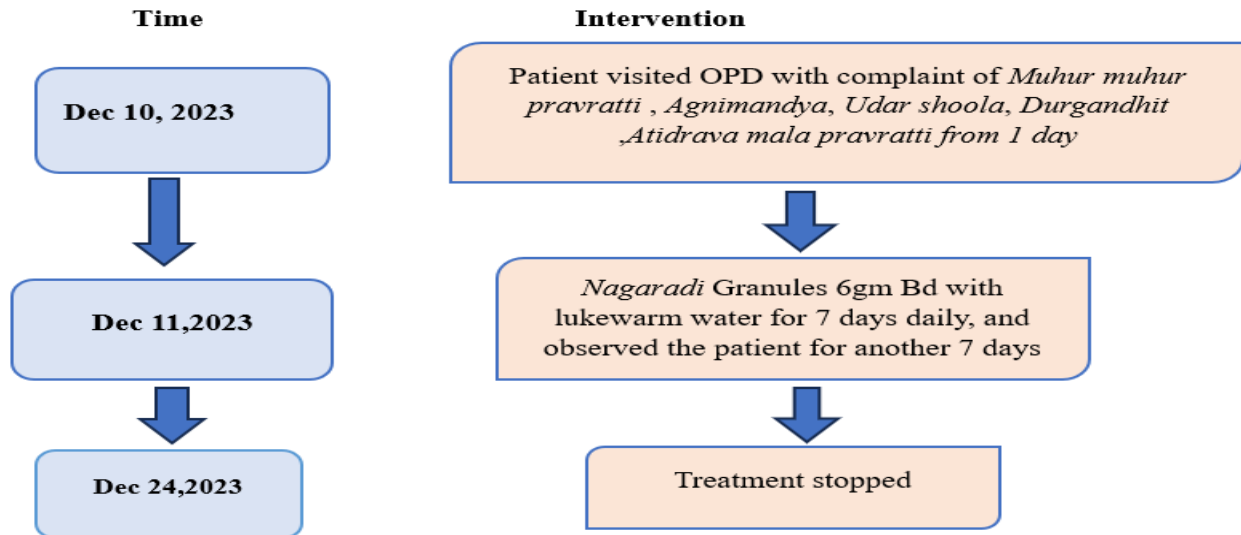 Time
Intervention
Dec 10, 2023
Patient visited OPD with complaint of Muhur muhur
pravratti , Agnimandya, Udar shoola, Durgandhit
,Atidrava mala pravratti from 1 day
Dec 11,2023
Nagaradi Granules 6gm Bd with
lukewarm water for 7 days daily, and
observed the patient for another 7 days
Dec 24,2023
Treatment stopped